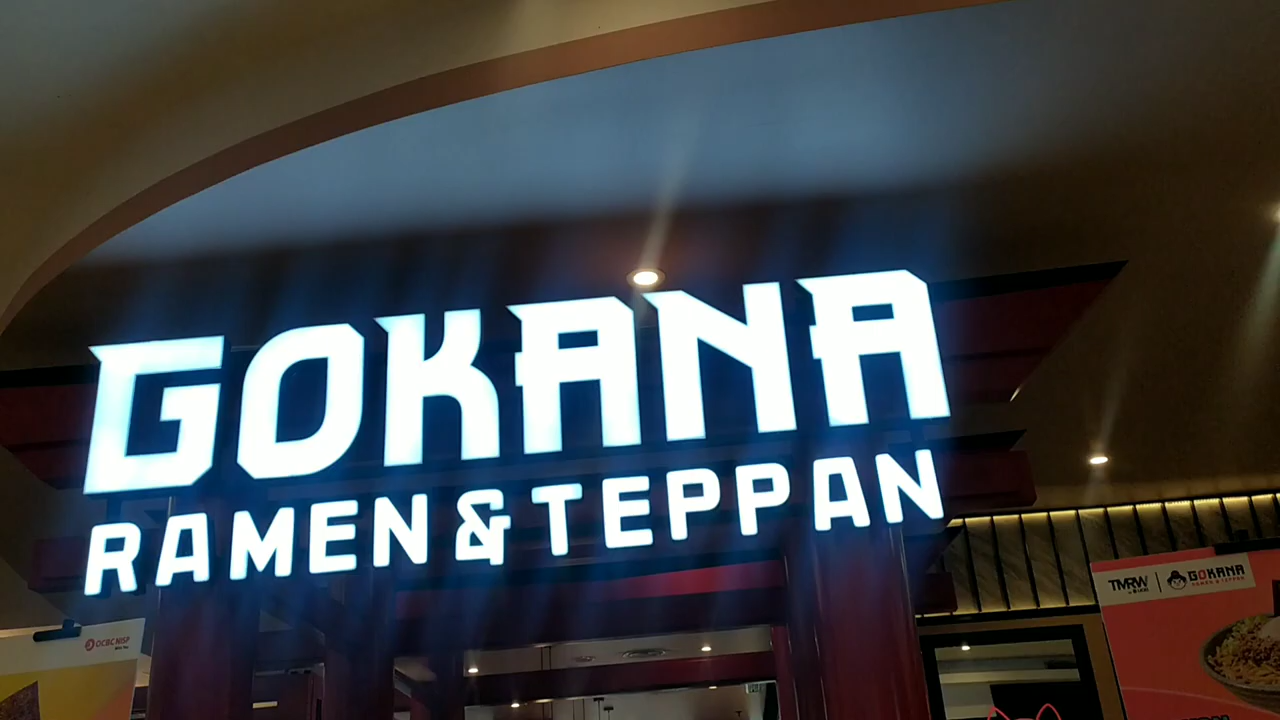 GOKANA
RAMEN & TEPPAN
OCBC NISP
TMRW
GOKANA
RAMEN & TEPPAN